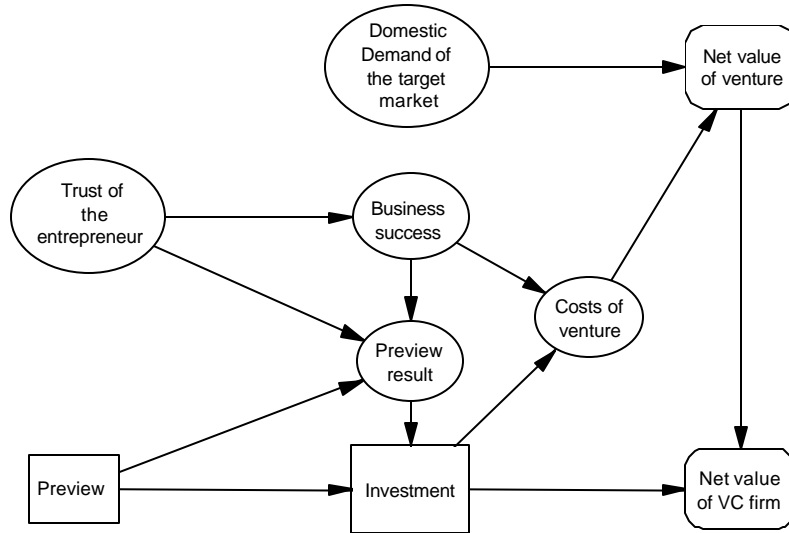 Domestic
Demand of
the target
market
Net value
of venture
Trust of
the
entrepreneur
Business
success
Costs of
venture
Preview
result
Preview
Investment
Net value
of VC firm